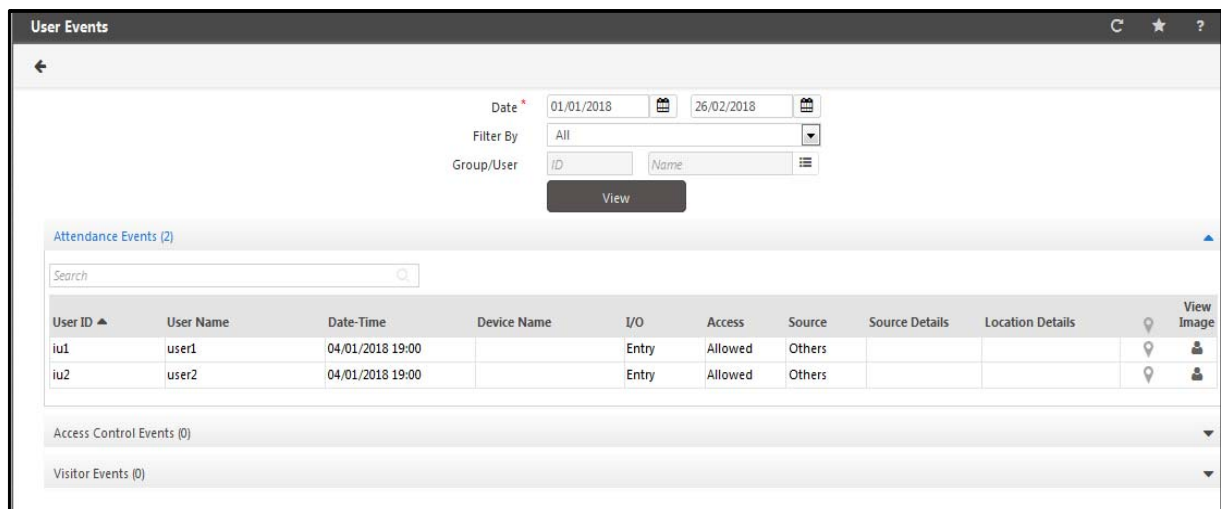 User Events ?
Date * 01/01/2018 26/02/2018
Filter By All
Group/User ID Name
View
Attendance Events (2)
Search
User ID User Name Date-Time Device Name I/O Access Source Source Details Location Details View Image
iu1 user1 04/01/2018 19:00 Entry Allowed Others
iu2 user2 04/01/2018 19:00 Entry Allowed Others
Access Control Events (0)
Visitor Events (0)